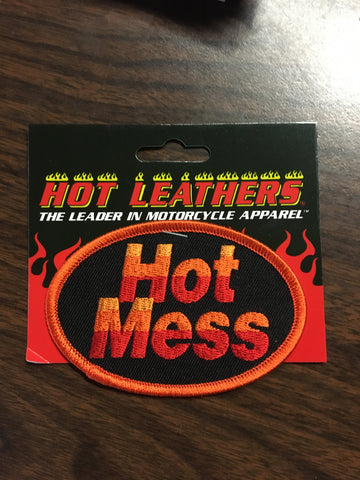 HOT LEATHERS
THE LEADER IN MOTORCYCLE APPAREL™
Hot
Mess